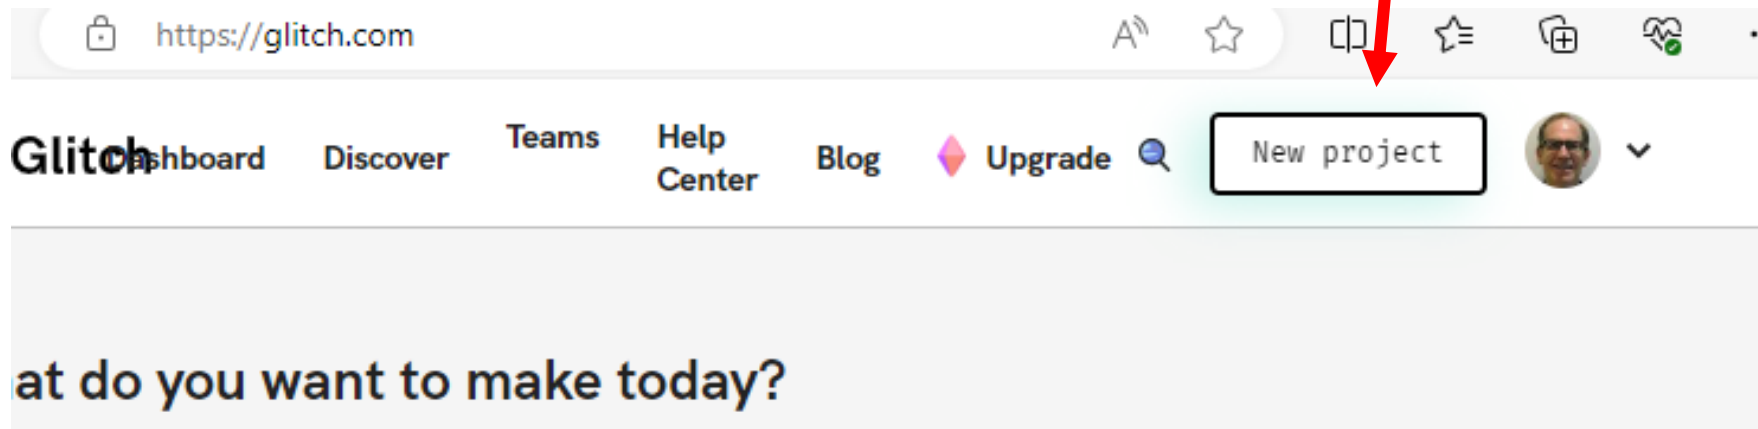 https://glitch.com
Glitch Dashboard Discover Teams Help Center Blog Upgrade New project
at do you want to make today?